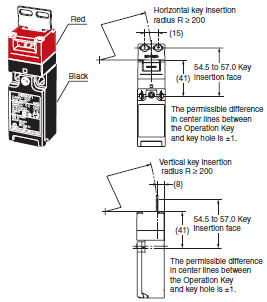 Red
Black
Horizontal key insertion
radius R ≥ 200
(15)
(41)
54.5 to 57.0 Key
insertion face
The permissible difference
in center lines between
the Operation Key
and key hole is ±1.
Vertical key insertion
radius R ≥ 200
(8)
(41)
54.5 to 57.0 Key
insertion face
The permissible difference
in center lines between
the Operation Key
and key hole is ±1.